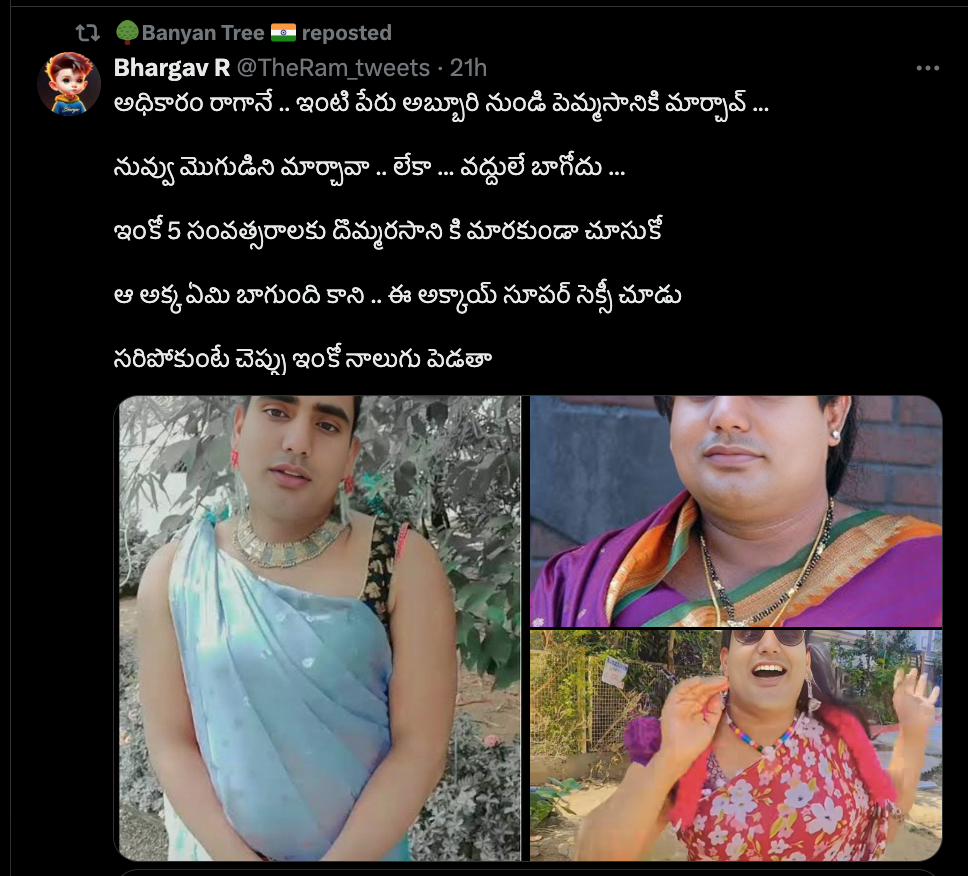 Banyan Tree 🇮🇳 reposted
Bhargav R @TheRam_tweets · 21h
అధికారం రాగానే .. ఇంటి పేరు అబ్బూరి నుండి పెమ్మసానికి మార్చావ్ ...
నువ్వు మొగుడిని మార్చావా .. లేకా ... వద్దులే బాగోదు ...
ఇంకో 5 సంవత్సరాలకు దొమ్మరసాని కి మారకుండా చూసుకో
ఆ అక్క ఏమి బాగుంది కాని .. ఈ అక్కాయ్ సూపర్ సెక్సీ చూడు
సరిపోకుంటే చెప్పు ఇంకో నాలుగు పెడతా